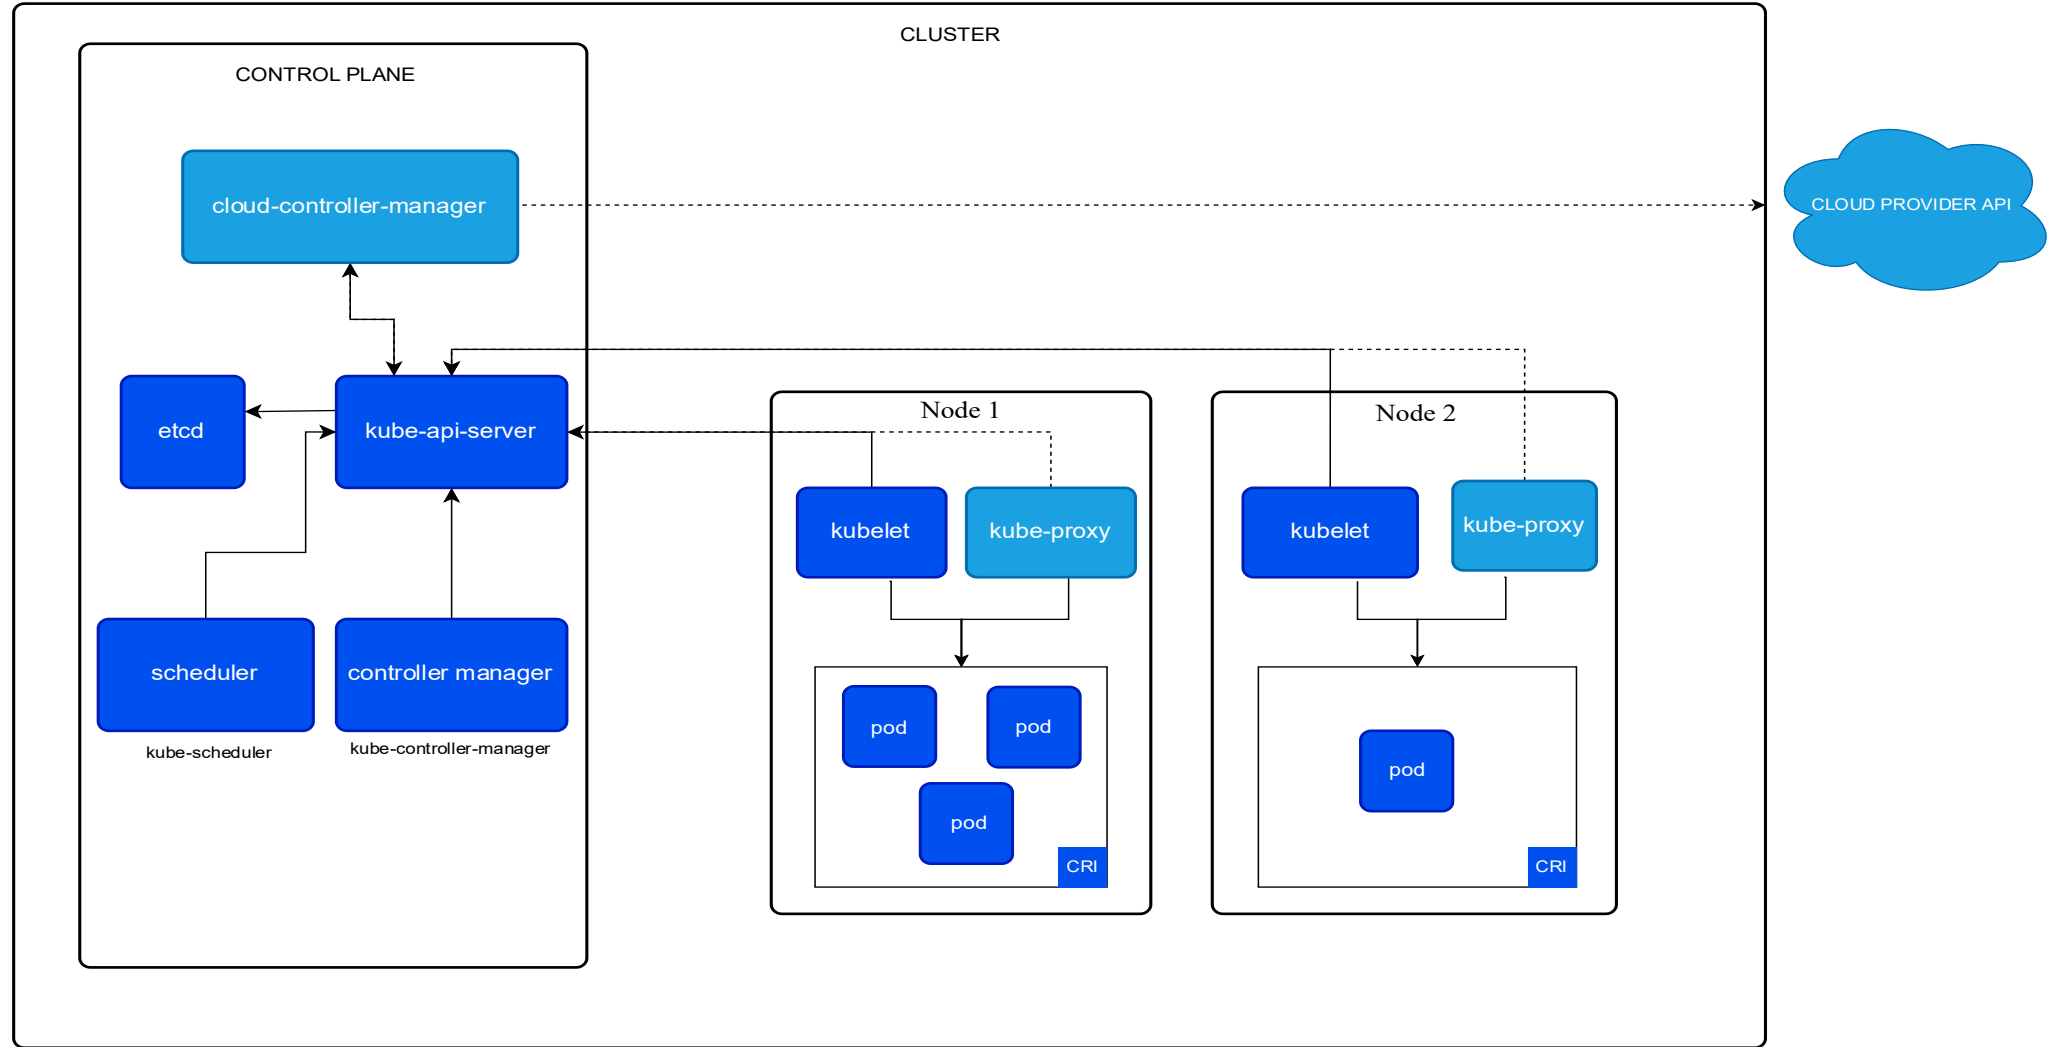 CLUSTER
CONTROL PLANE
cloud-controller-manager
CLOUD PROVIDER API
etcd
kube-api-server
scheduler
kube-scheduler
controller manager
kube-controller-manager
Node 1
kubelet
kube-proxy
pod
pod
pod
CRI
Node 2
kubelet
kube-proxy
pod
CRI